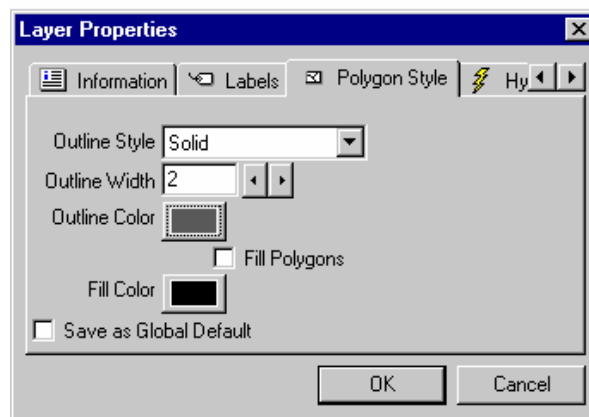 Layer Properties
Information Labels Polygon Style Hy
Outline Style Solid
Outline Width 2
Outline Color
Fill Polygons
Fill Color
Save as Global Default
OK Cancel